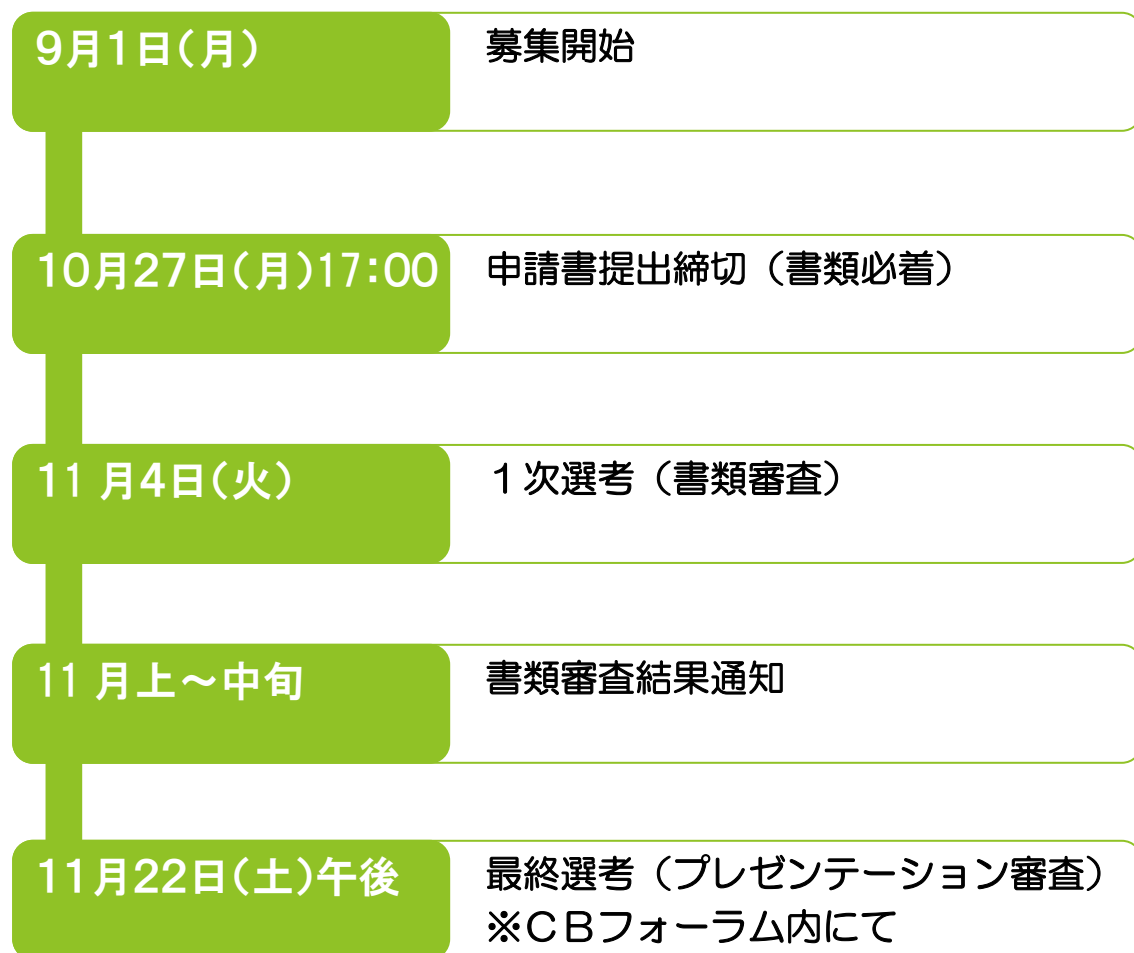 9月1日(月)
募集開始
10月27日(月)17:00
申請書提出締切（書類必着）
11月4日(火)
１次選考（書類審査）
11月上～中旬
書類審査結果通知
11月22日(土)午後
最終選考（プレゼンテーション審査）
※ＣＢフォーラム内にて